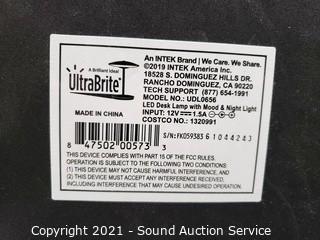 A Brilliant Idea!
UltraBrite
An INTEK Brand | We Care. We Share.
©2019 INTEK America Inc.
18528 S. DOMINGUEZ HILLS DR.
RANCHO DOMINGUEZ, CA 90220
TECH SUPPORT (877) 654-1991
MODEL NO.: UDL0656
LED Desk Lamp with Mood & Night Light
INPUT: 12V 1.5A
COSTCO NO.: 1320991
MADE IN CHINA
S/N:FK059383 61044243
8 47502 00573 3
THIS DEVICE COMPLIES WITH PART 15 OF THE FCC RULES.
OPERATION IS SUBJECT TO THE FOLLOWING TWO CONDITIONS:
(1) THIS DEVICE MAY NOT CAUSE HARMFUL INTERFERENCE, AND
(2) THIS DEVICE MUST ACCEPT ANY INTERFERENCE RECEIVED,
INCLUDING INTERFERENCE THAT MAY CAUSE UNDESIRED OPERATION.
Copyright © 2021 - Sound Auction Service